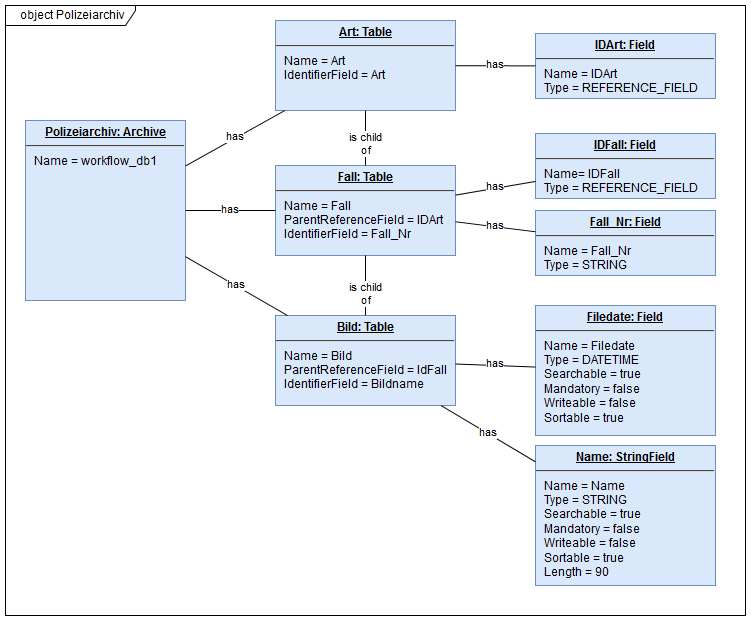 object Polizeiarchiv
Art: Table
Name = Art
IdentifierField = Art
has
IDArt: Field
Name = IDArt
Type = REFERENCE_FIELD
Polizeiarchiv: Archive
Name = workflow_db1
has
is child
of
IDFall: Field
Name= IDFall
Type = REFERENCE_FIELD
has
Fall: Table
Name = Fall
ParentReferenceField = IDArt
IdentifierField = Fall_Nr
has
has
Fall_Nr: Field
Name = Fall_Nr
Type = STRING
has
is child
of
Bild: Table
Name = Bild
ParentReferenceField = IdFall
IdentifierField = Bildname
has
Filedate: Field
Name = Filedate
Type = DATETIME
Searchable = true
Mandatory = false
Writeable = false
Sortable = true
has
Name: StringField
Name = Name
Type = STRING
Searchable = true
Mandatory = false
Writeable = false
Sortable = true
Length = 90